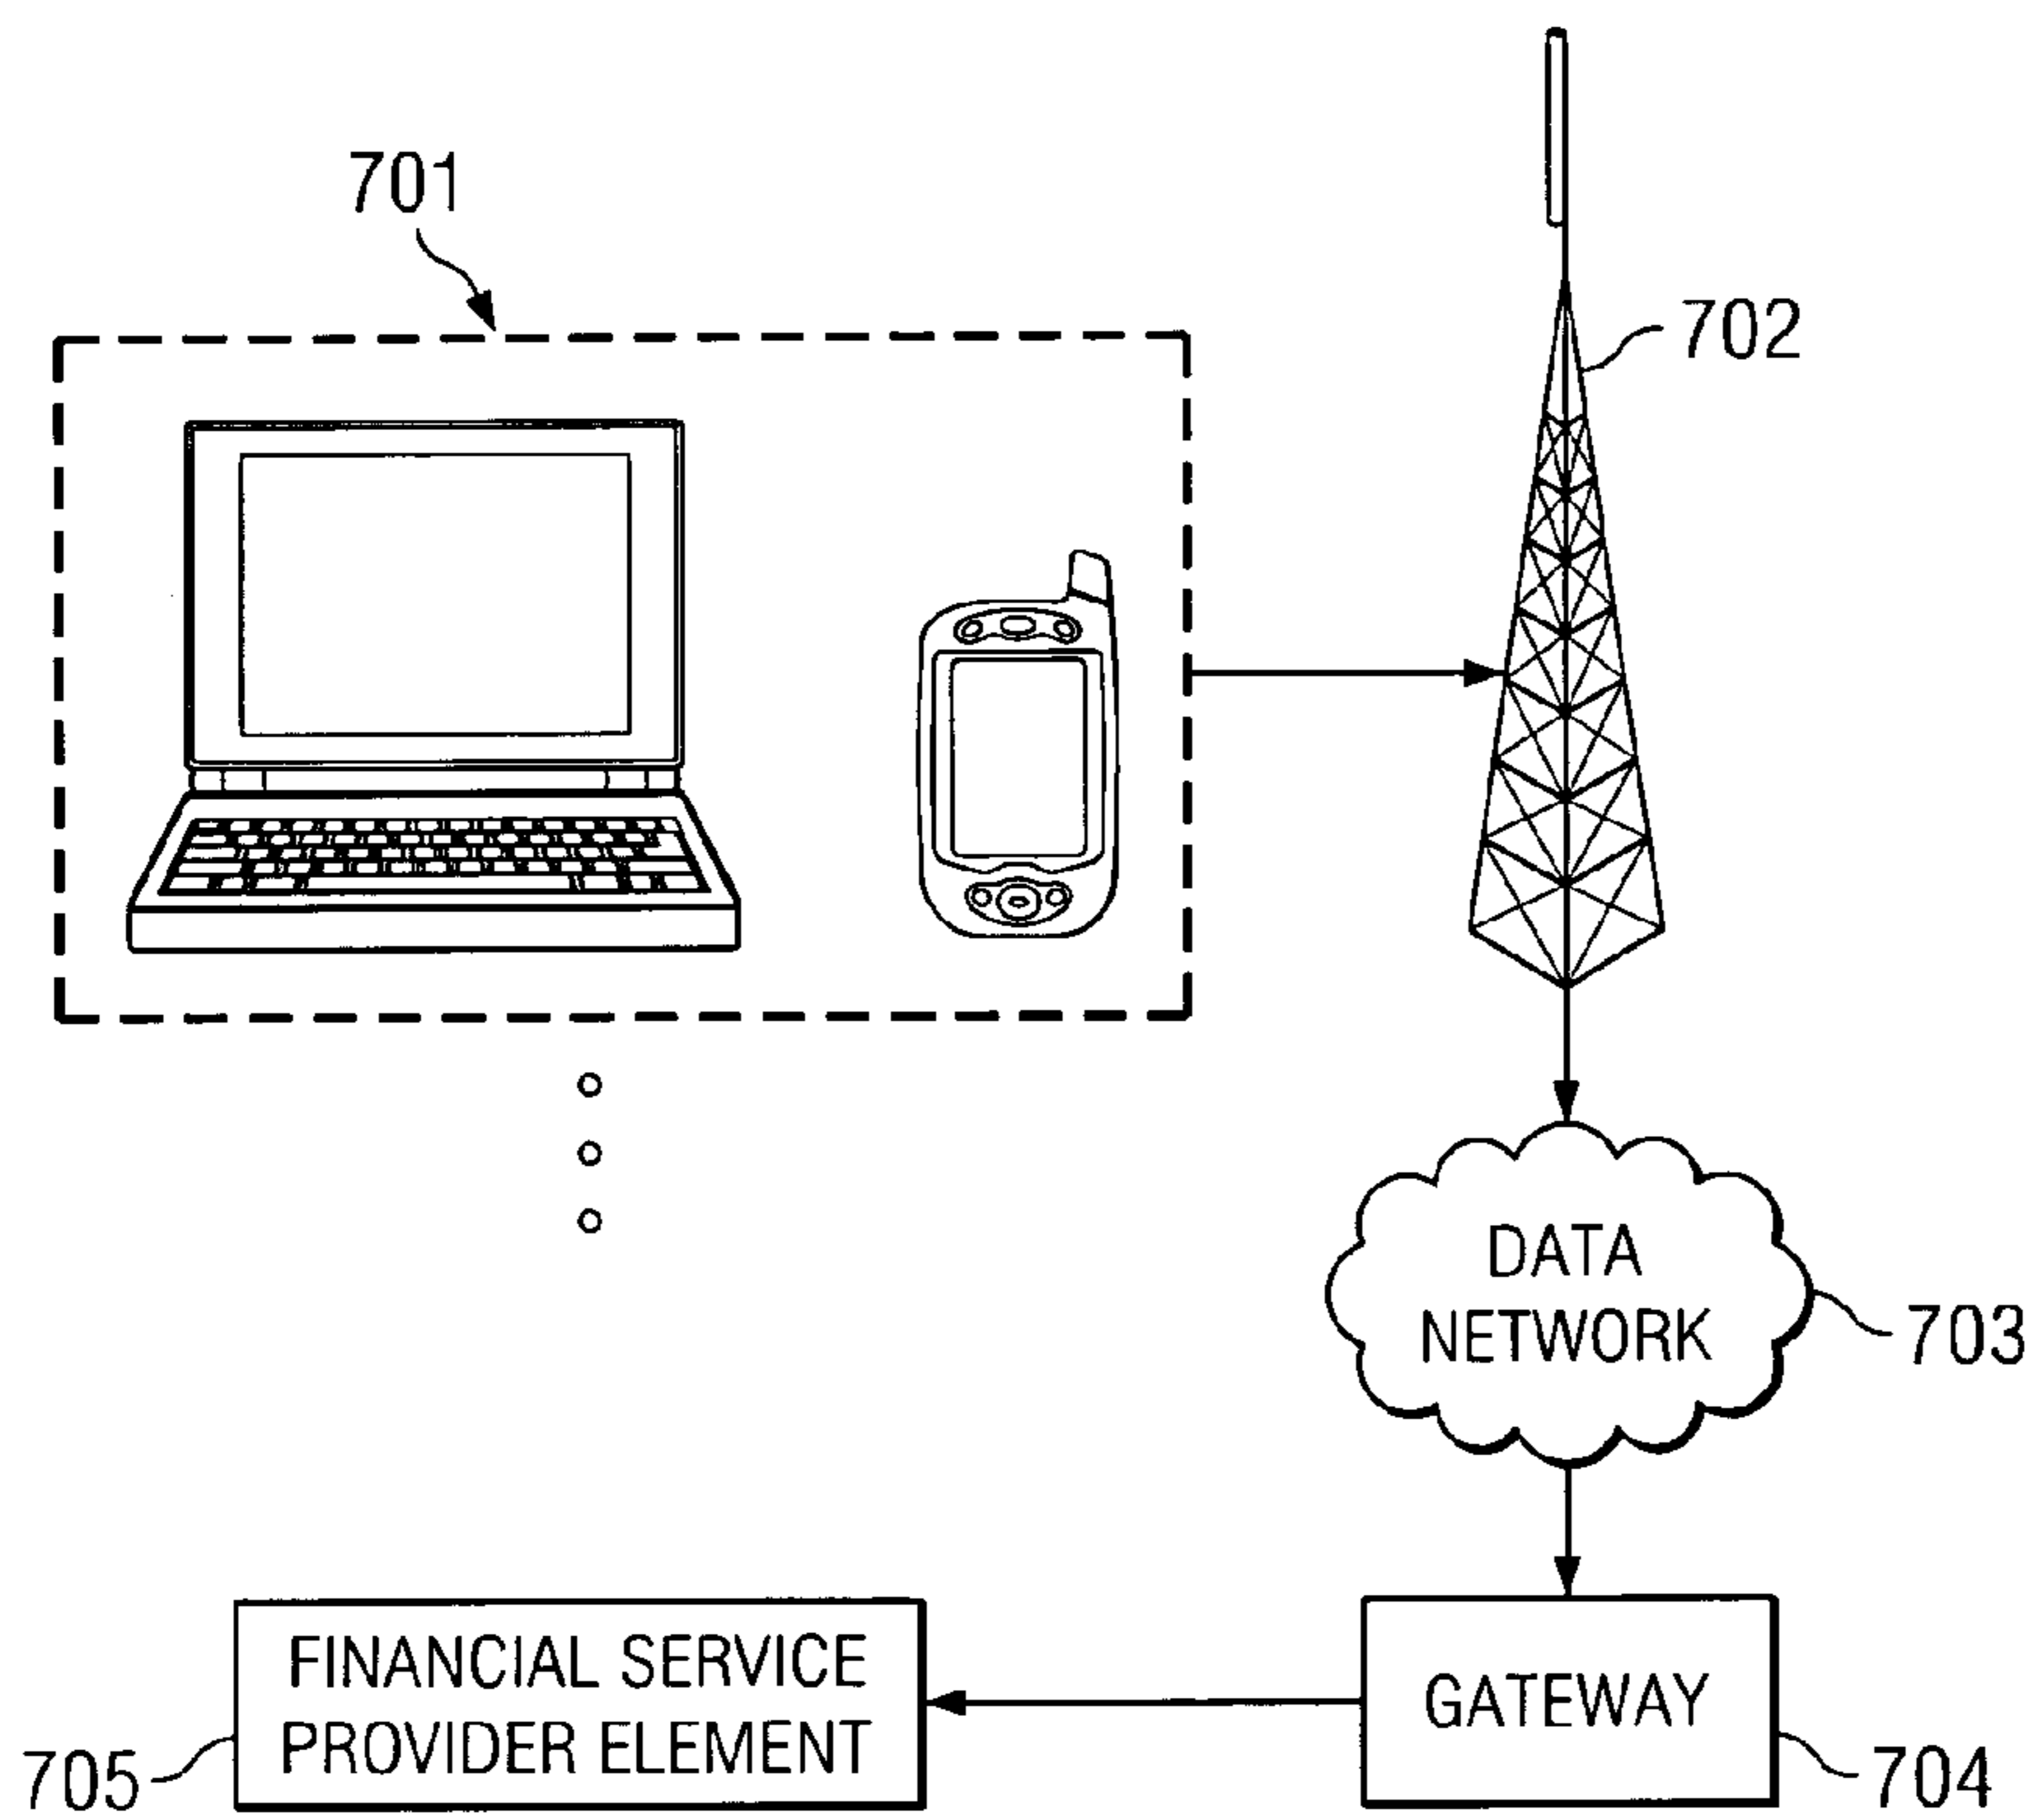 701
702
DATA
NETWORK
703
FINANCIAL SERVICE
PROVIDER ELEMENT
705
GATEWAY
704